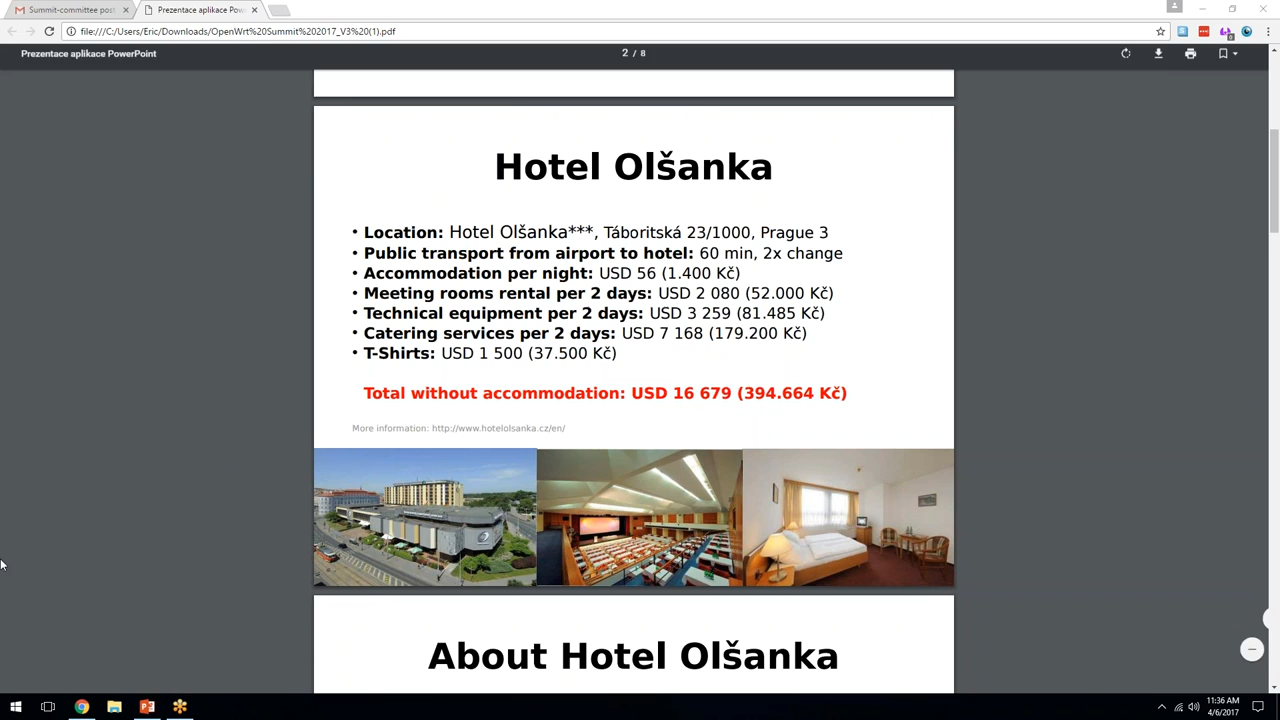 Summit-committee post
Prezentace aplikace Pow
file:///C:/Users/Eric/Downloads/OpenWrt%20Summit%202017_V3%20(1).pdf
Prezentace aplikace PowerPoint
2 / 8
Hotel Olšanka
• Location: Hotel Olšanka***, Táboritská 23/1000, Prague 3
• Public transport from airport to hotel: 60 min, 2x change
• Accommodation per night: USD 56 (1.400 Kč)
• Meeting rooms rental per 2 days: USD 2 080 (52.000 Kč)
• Technical equipment per 2 days: USD 3 259 (81.485 Kč)
• Catering services per 2 days: USD 7 168 (179.200 Kč)
• T-Shirts: USD 1 500 (37.500 Kč)
Total without accommodation: USD 16 679 (394.664 Kč)
More information: http://www.hotelolsanka.cz/en/
About Hotel Olšanka
11:36 AM
4/6/2017